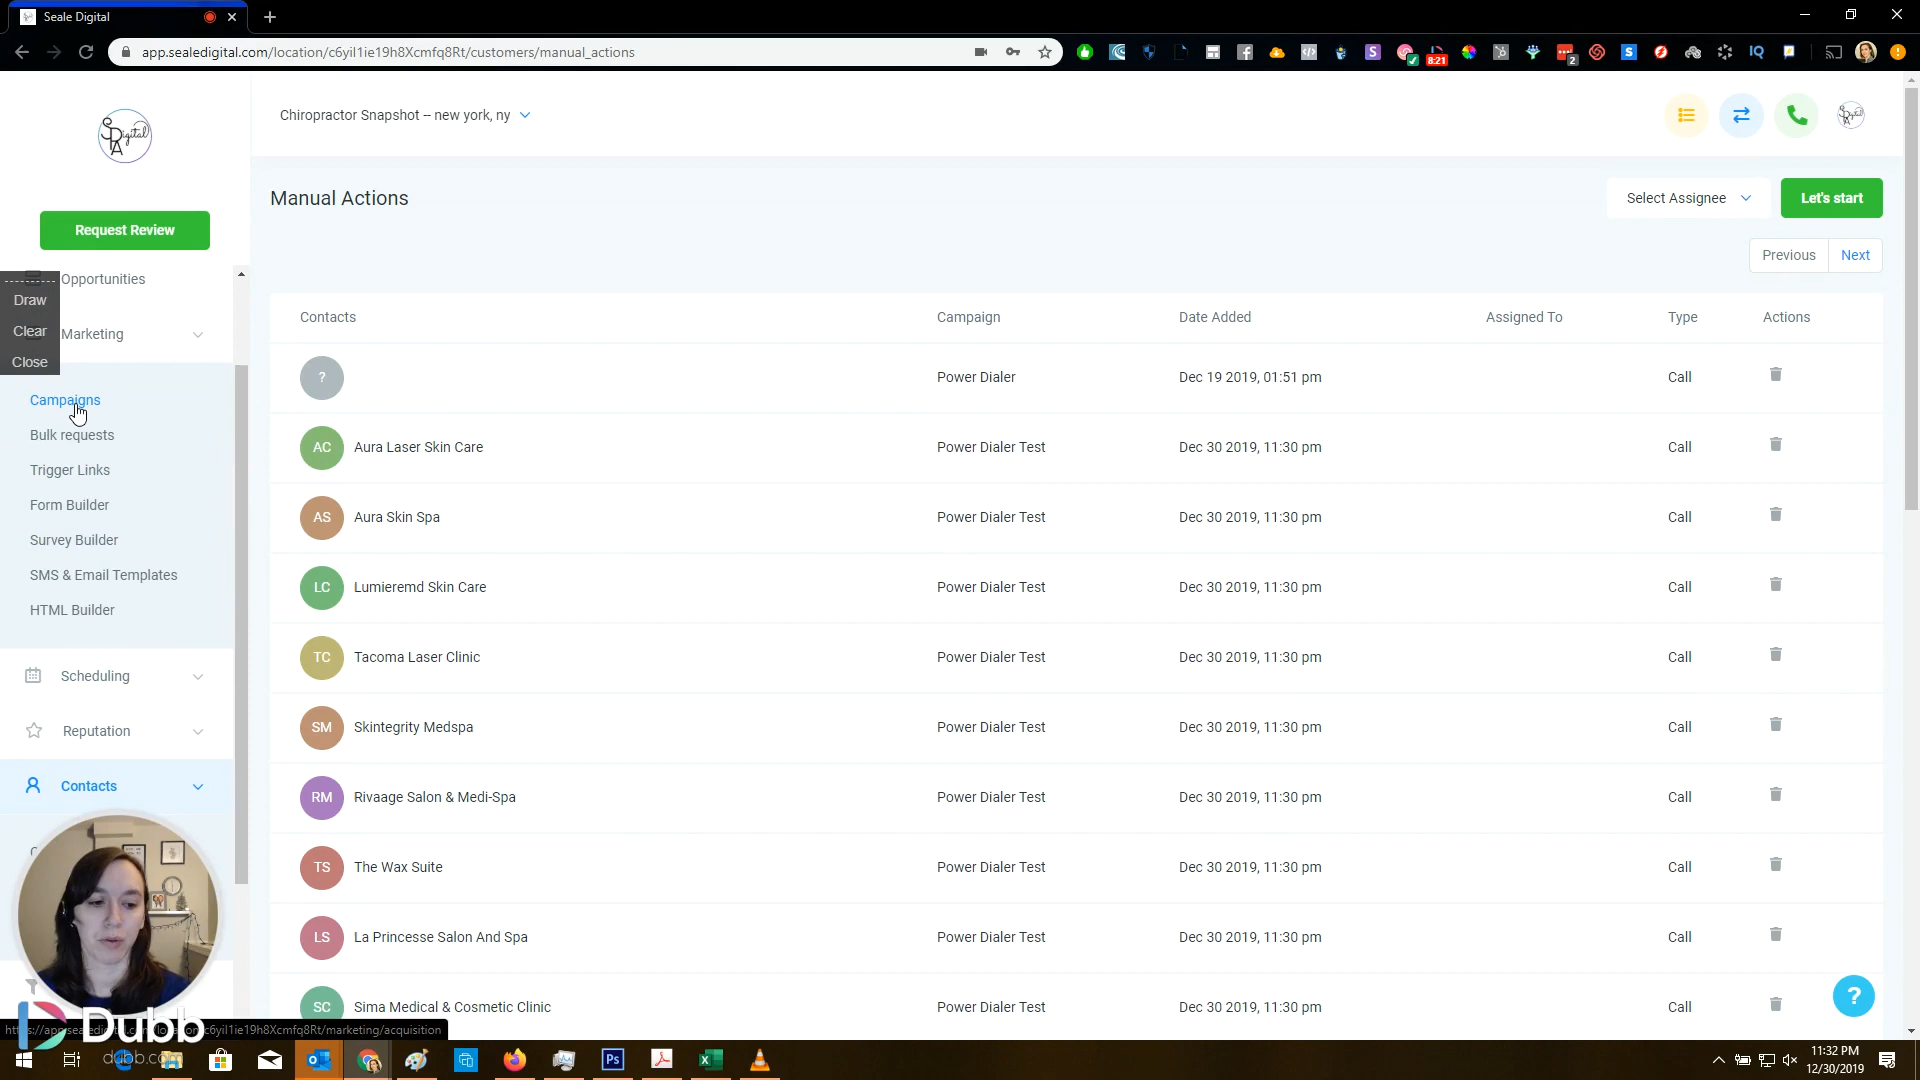 Seale Digital
app.sealedigital.com/location/c6yil1ie19h8Xcmfq8Rt/customers/manual_actions
8:21
2
IQ
Digital
Chiropractor Snapshot -- new york, ny
Request Review
Manual Actions
Select Assignee
Let's start
Previous
Next
Opportunities
Draw
Clear
Marketing
Close
Campaigns
Bulk requests
Trigger Links
Form Builder
Survey Builder
SMS & Email Templates
HTML Builder
Scheduling
Reputation
Contacts
Contacts Campaign Date Added Assigned To Type Actions
? Power Dialer Dec 19 2019, 01:51 pm Call
AC Aura Laser Skin Care Power Dialer Test Dec 30 2019, 11:30 pm Call
AS Aura Skin Spa Power Dialer Test Dec 30 2019, 11:30 pm Call
LC Lumieremd Skin Care Power Dialer Test Dec 30 2019, 11:30 pm Call
TC Tacoma Laser Clinic Power Dialer Test Dec 30 2019, 11:30 pm Call
SM Skintegrity Medspa Power Dialer Test Dec 30 2019, 11:30 pm Call
RM Rivaage Salon & Medi-Spa Power Dialer Test Dec 30 2019, 11:30 pm Call
TS The Wax Suite Power Dialer Test Dec 30 2019, 11:30 pm Call
LS La Princesse Salon And Spa Power Dialer Test Dec 30 2019, 11:30 pm Call
SC Sima Medical & Cosmetic Clinic Power Dialer Test Dec 30 2019, 11:30 pm Call
?
Dubb
c6yil1ie19h8Xcmfq8Rt/marketing/acquisition
Ps
11:32 PM
12/30/2019